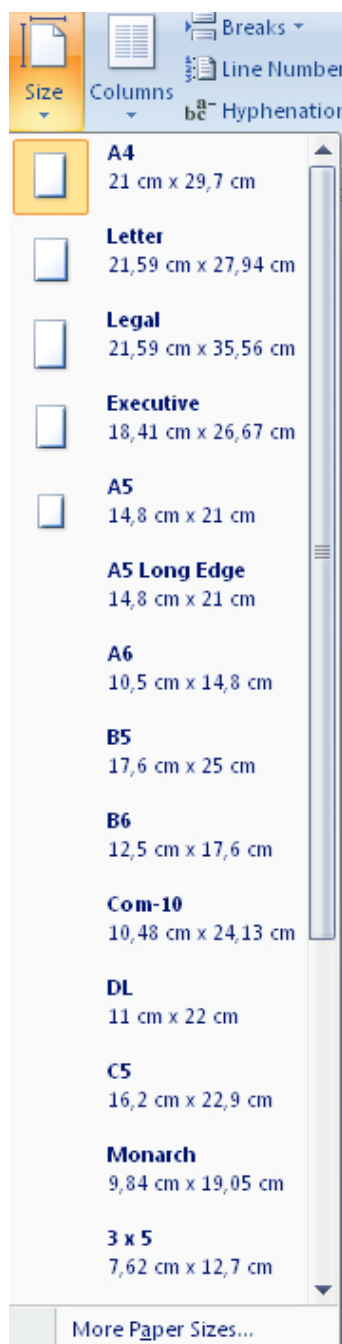 Breaks
Line Number
Size
Columns
Hyphenation
A4
21 cm x 29,7 cm
Letter
21,59 cm x 27,94 cm
Legal
21,59 cm x 35,56 cm
Executive
18,41 cm x 26,67 cm
A5
14,8 cm x 21 cm
A5 Long Edge
14,8 cm x 21 cm
A6
10,5 cm x 14,8 cm
B5
17,6 cm x 25 cm
B6
12,5 cm x 17,6 cm
Com-10
10,48 cm x 24,13 cm
DL
11 cm x 22 cm
C5
16,2 cm x 22,9 cm
Monarch
9,84 cm x 19,05 cm
3 x 5
7,62 cm x 12,7 cm
More Paper Sizes...